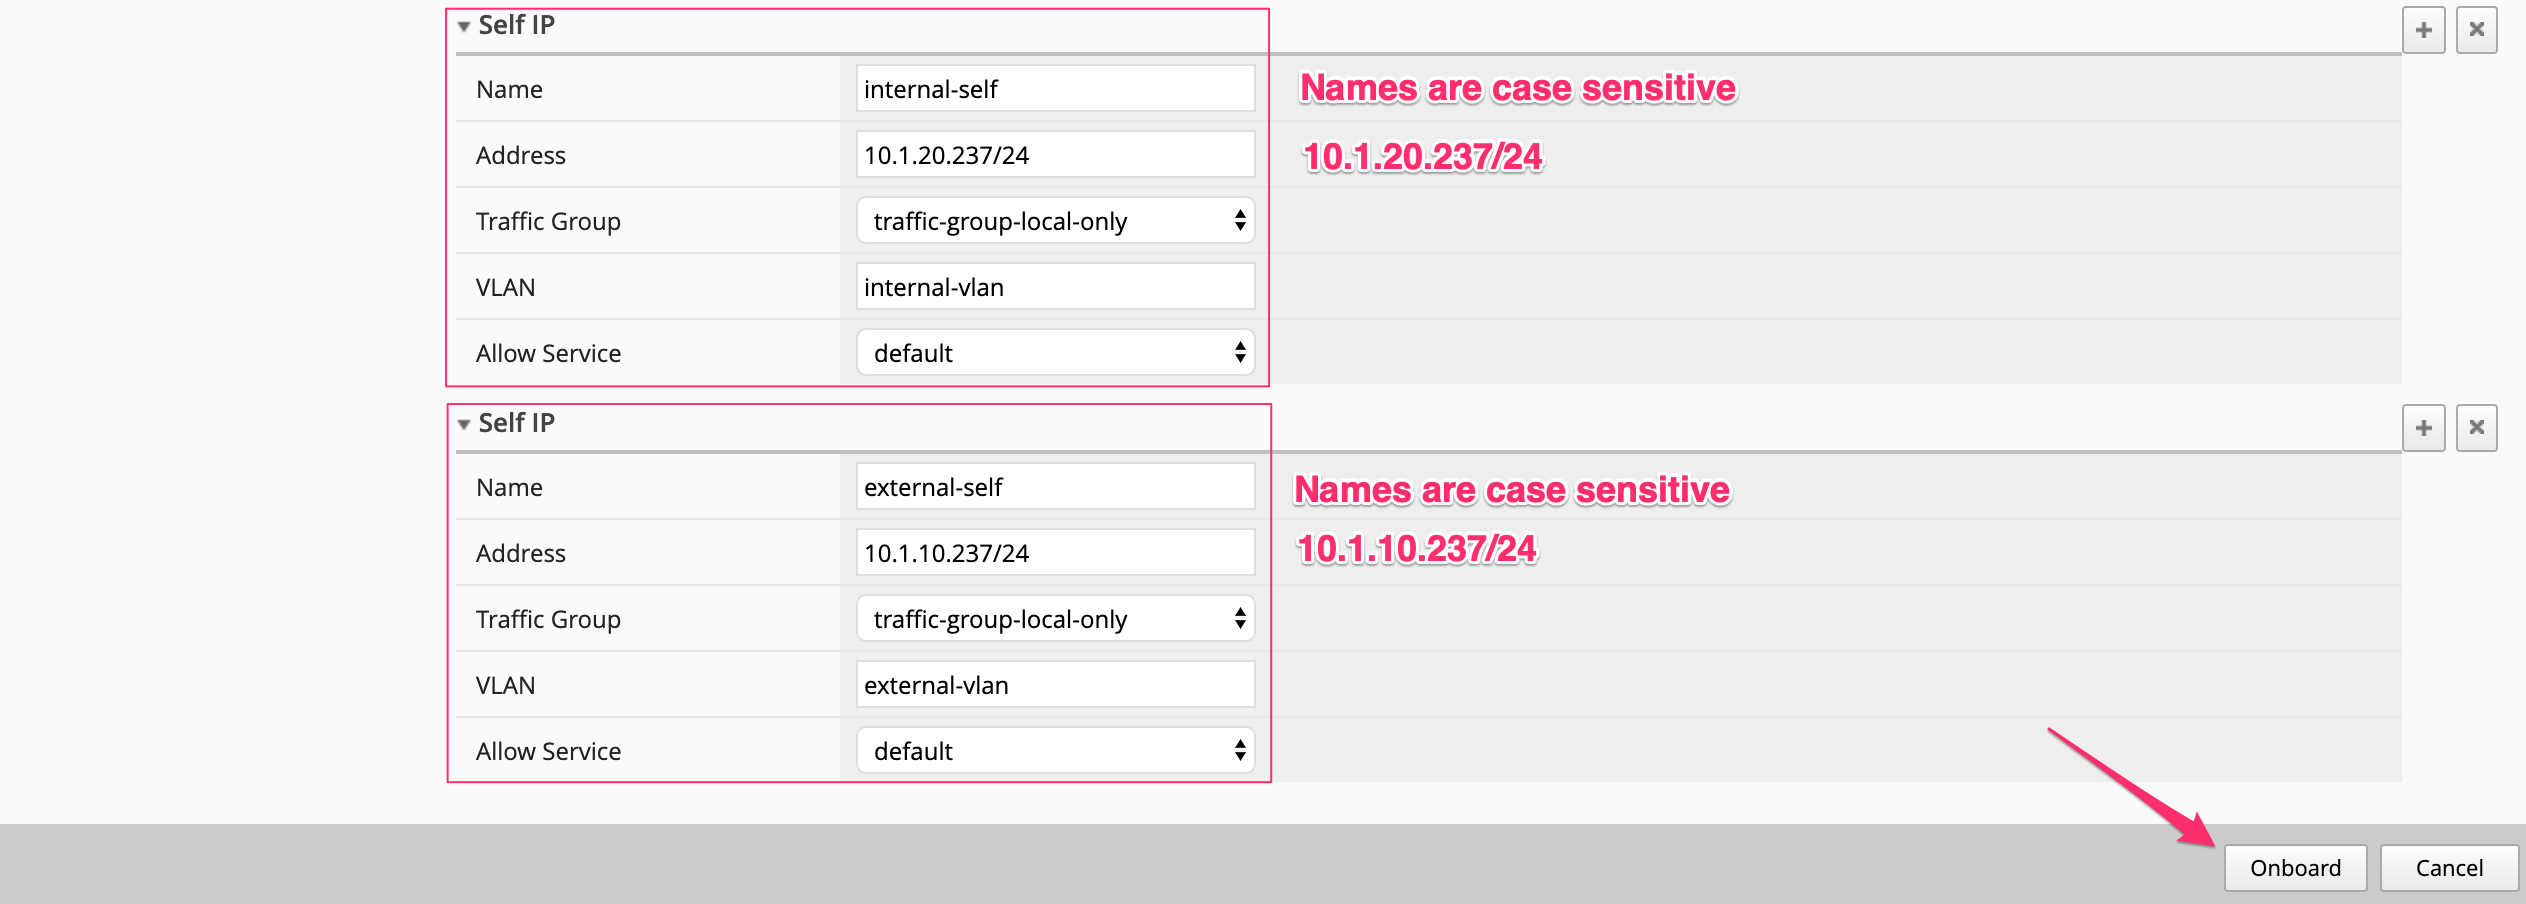 Self IP
Name internal-self Names are case sensitive
Address 10.1.20.237/24 10.1.20.237/24
Traffic Group traffic-group-local-only
VLAN internal-vlan
Allow Service default
Self IP
Name external-self Names are case sensitive
Address 10.1.10.237/24 10.1.10.237/24
Traffic Group traffic-group-local-only
VLAN external-vlan
Allow Service default
Onboard Cancel